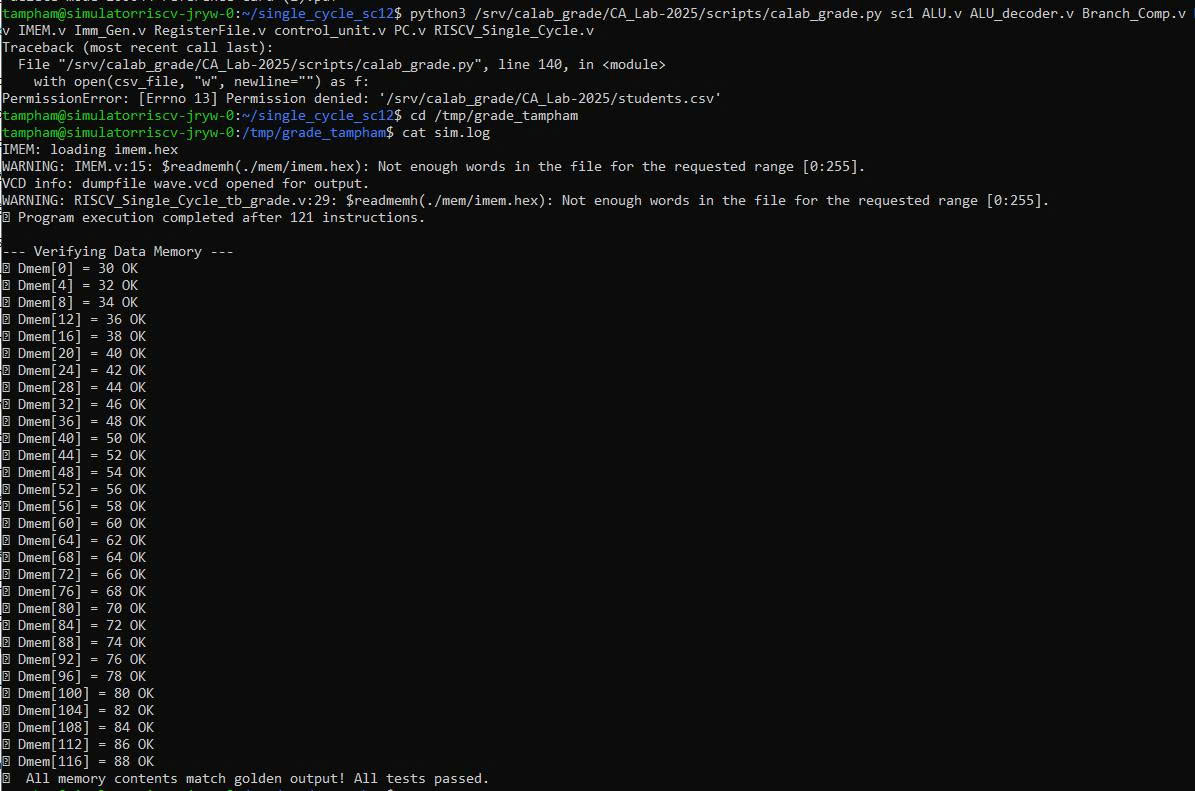 tampham@simulatorriscv-jryw-0:~/single_cycle_sc12$ python3 /srv/calab_grade/CA_Lab-2025/scripts/calab_grade.py sc1 ALU.v ALU_decoder.v Branch_Comp.v
v IMEM.v Imm_Gen.v RegisterFile.v control_unit.v PC.v RISCV_Single_Cycle.v
Traceback (most recent call last):
  File "/srv/calab_grade/CA_Lab-2025/scripts/calab_grade.py", line 140, in <module>
    with open(csv_file, "w", newline="") as f:
PermissionError: [Errno 13] Permission denied: '/srv/calab_grade/CA_Lab-2025/students.csv'
tampham@simulatorriscv-jryw-0:~/single_cycle_sc12$ cd /tmp/grade_tampham
tampham@simulatorriscv-jryw-0:/tmp/grade_tampham$ cat sim.log
IMEM: loading imem.hex
WARNING: IMEM.v:15: $readmemh(./mem/imem.hex): Not enough words in the file for the requested range [0:255].
VCD info: dumpfile wave.vcd opened for output.
WARNING: RISCV_Single_Cycle_tb_grade.v:29: $readmemh(./mem/imem.hex): Not enough words in the file for the requested range [0:255].
Program execution completed after 121 instructions.
--- Verifying Data Memory ---
Dmem[0] = 30 OK
Dmem[4] = 32 OK
Dmem[8] = 34 OK
Dmem[12] = 36 OK
Dmem[16] = 38 OK
Dmem[20] = 40 OK
Dmem[24] = 42 OK
Dmem[28] = 44 OK
Dmem[32] = 46 OK
Dmem[36] = 48 OK
Dmem[40] = 50 OK
Dmem[44] = 52 OK
Dmem[48] = 54 OK
Dmem[52] = 56 OK
Dmem[56] = 58 OK
Dmem[60] = 60 OK
Dmem[64] = 62 OK
Dmem[68] = 64 OK
Dmem[72] = 66 OK
Dmem[76] = 68 OK
Dmem[80] = 70 OK
Dmem[84] = 72 OK
Dmem[88] = 74 OK
Dmem[92] = 76 OK
Dmem[96] = 78 OK
Dmem[100] = 80 OK
Dmem[104] = 82 OK
Dmem[108] = 84 OK
Dmem[112] = 86 OK
Dmem[116] = 88 OK
All memory contents match golden output! All tests passed.